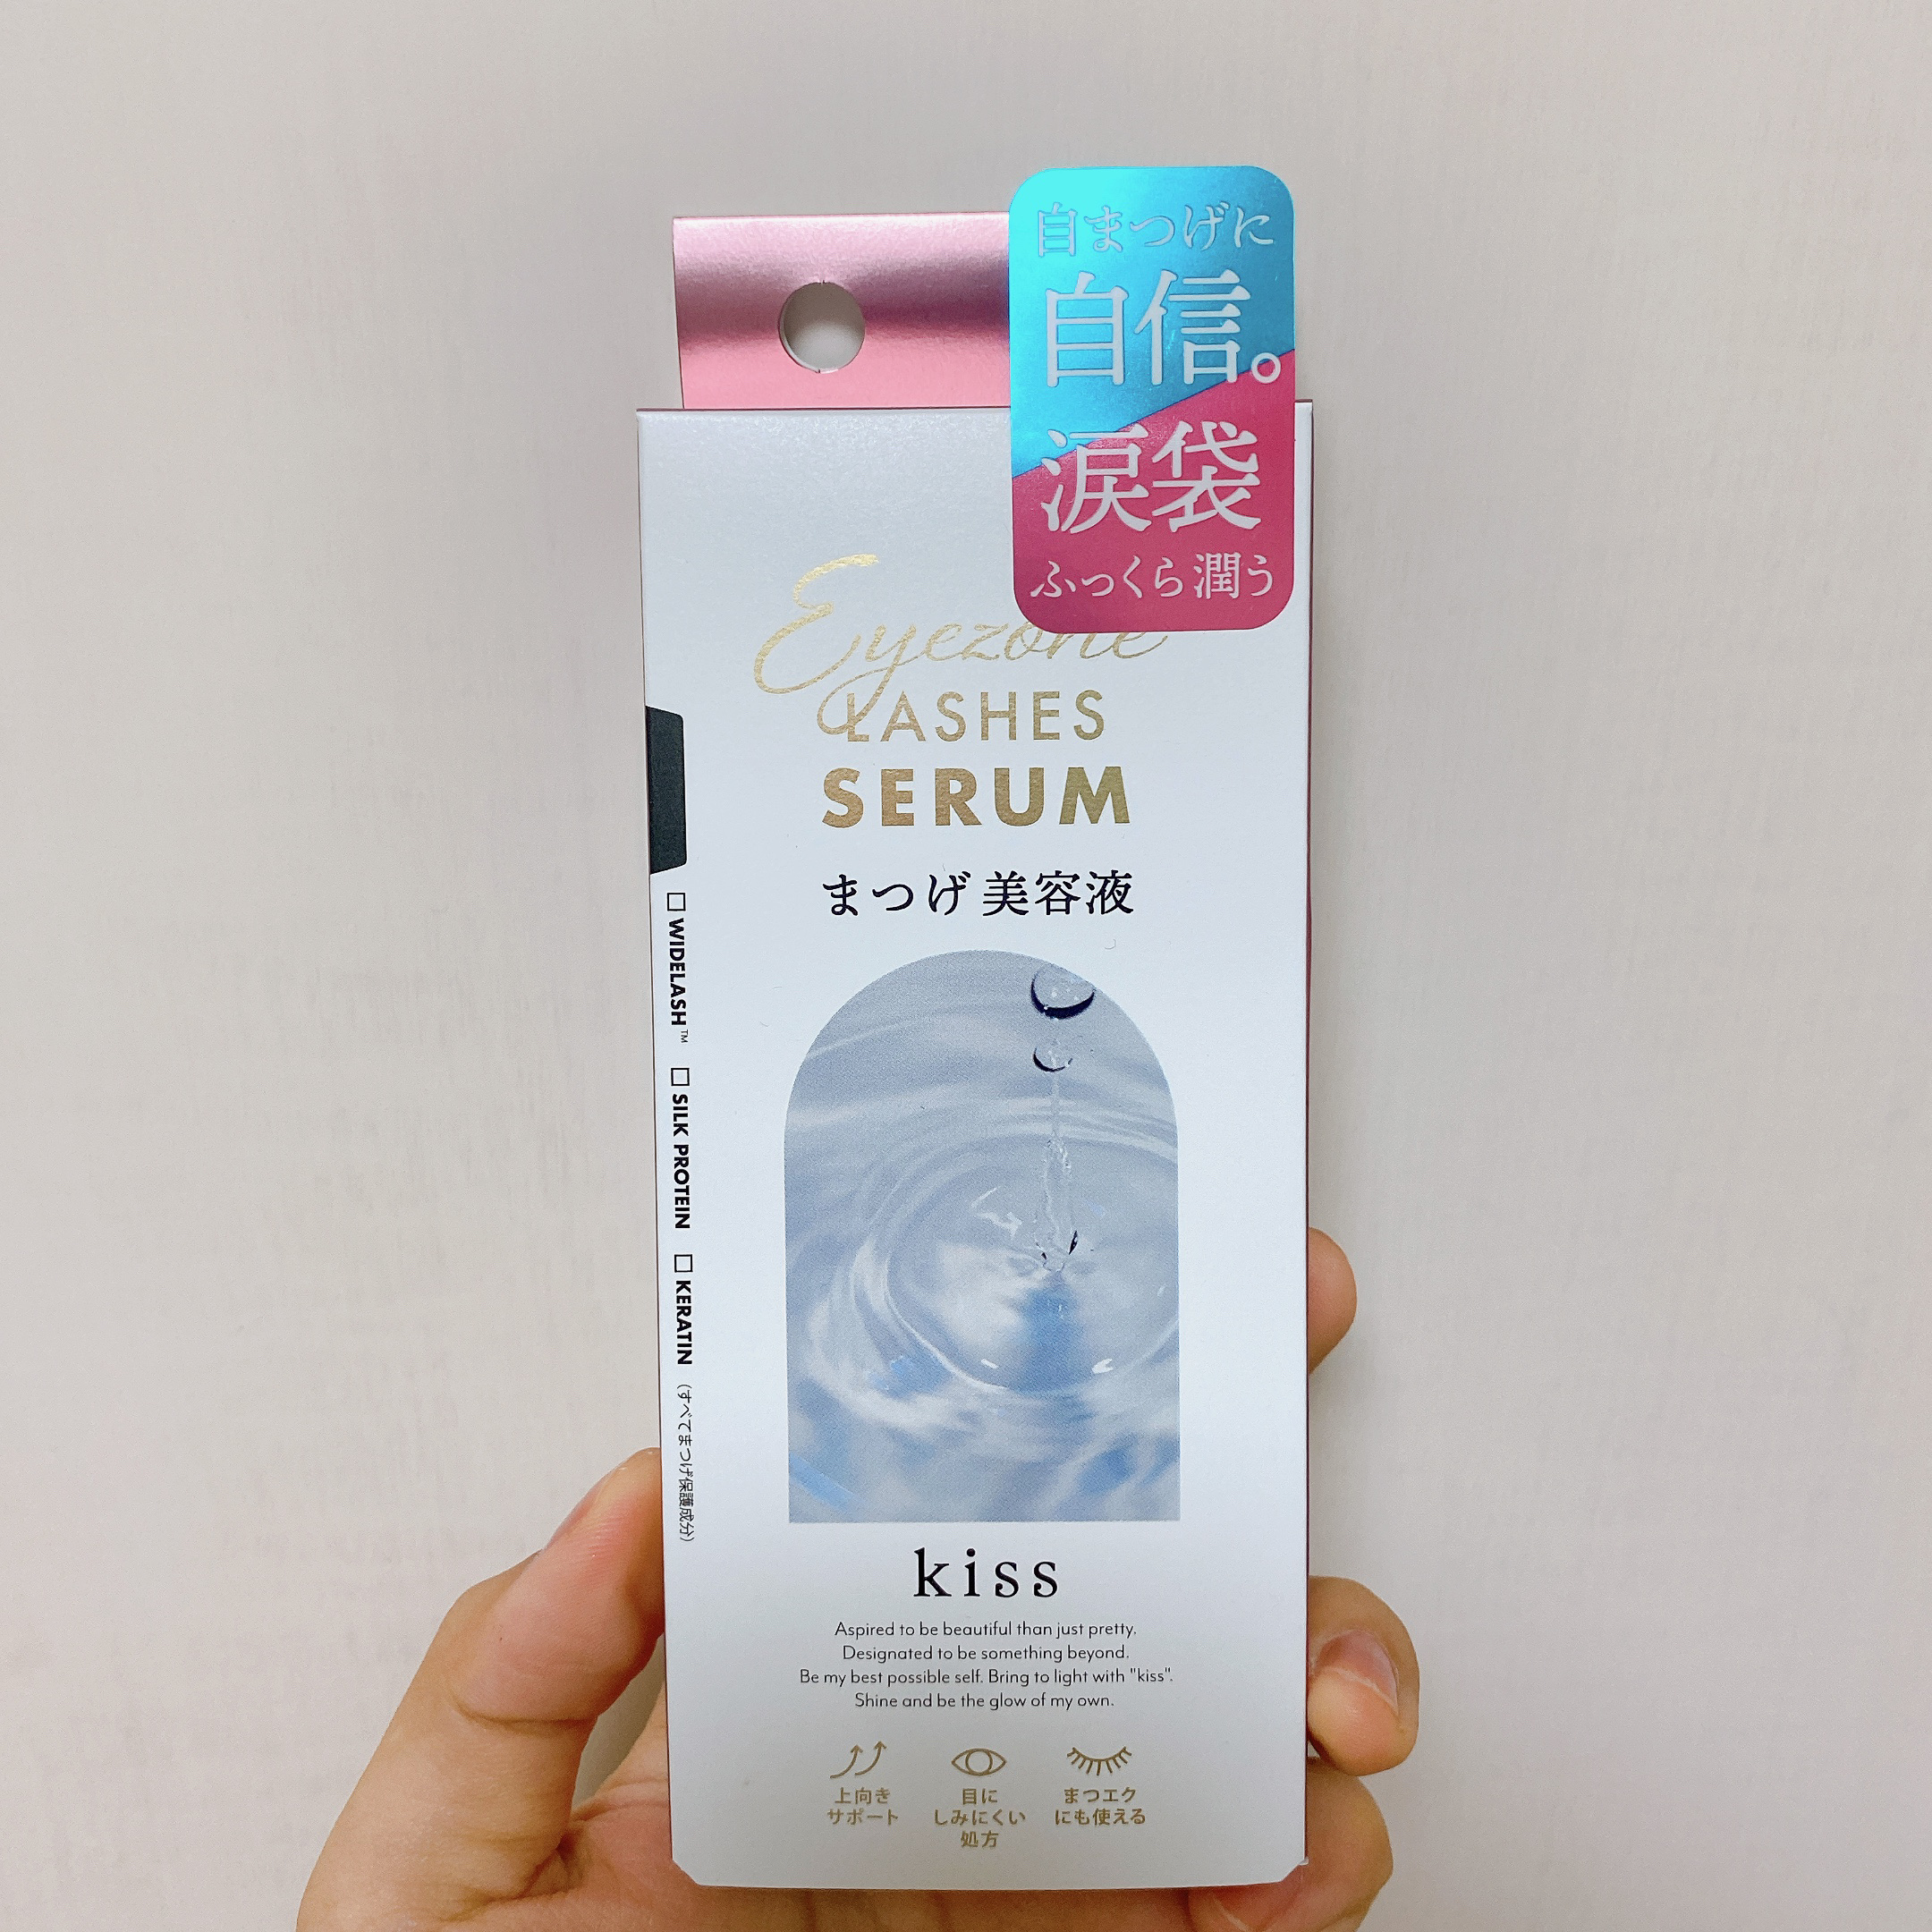 自まつげに
自信。
涙袋
ふっくら潤う
Eyezone
LASHES
SERUM
まつげ美容液
□ WIDELASH™ □ SILK PROTEIN □ KERATIN (すべてまつげ保護成分)
kiss
Aspired to be beautiful than just pretty.
Designated to be something beyond.
Be my best possible self. Bring to light with "kiss".
Shine and be the glow of my own.
上向き
サポート
目に
しみにくい
処方
まつエク
にも使える